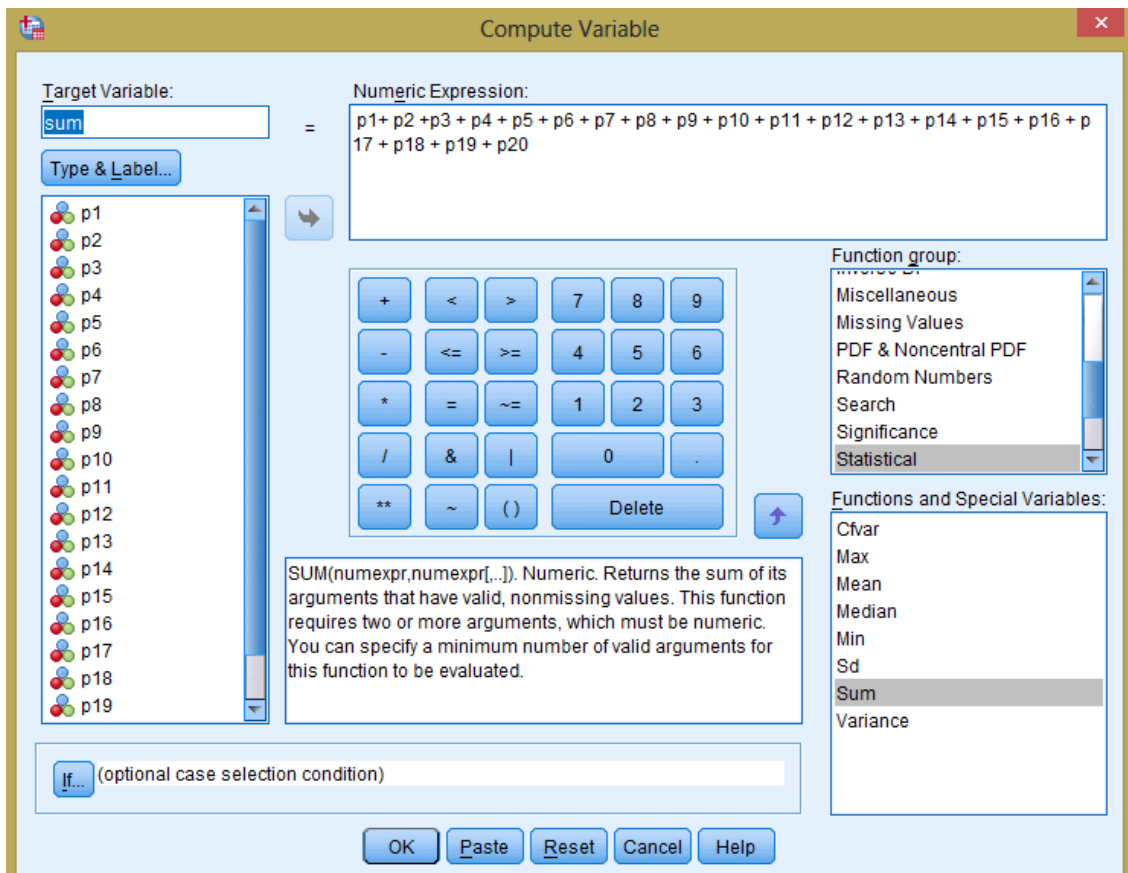 Compute Variable
Target Variable:
sum
=
Type & Label...
Numeric Expression:
p1+ p2 +p3 + p4 + p5 + p6 + p7 + p8 + p9 + p10 + p11 + p12 + p13 + p14 + p15 + p16 + p
17 + p18 + p19 + p20
p1
p2
p3
p4
p5
p6
p7
p8
p9
p10
p11
p12
p13
p14
p15
p16
p17
p18
p19
+ < > 7 8 9
- <= >= 4 5 6
* = ~= 1 2 3
/ & | 0 .
** ~ ( ) Delete
Function group:
Miscellaneous
Missing Values
PDF & Noncentral PDF
Random Numbers
Search
Significance
Statistical
Functions and Special Variables:
Cfvar
Max
Mean
Median
Min
Sd
Sum
Variance
SUM(numexpr,numexpr[,..]). Numeric. Returns the sum of its
arguments that have valid, nonmissing values. This function
requires two or more arguments, which must be numeric.
You can specify a minimum number of valid arguments for
this function to be evaluated.
If... (optional case selection condition)
OK Paste Reset Cancel Help